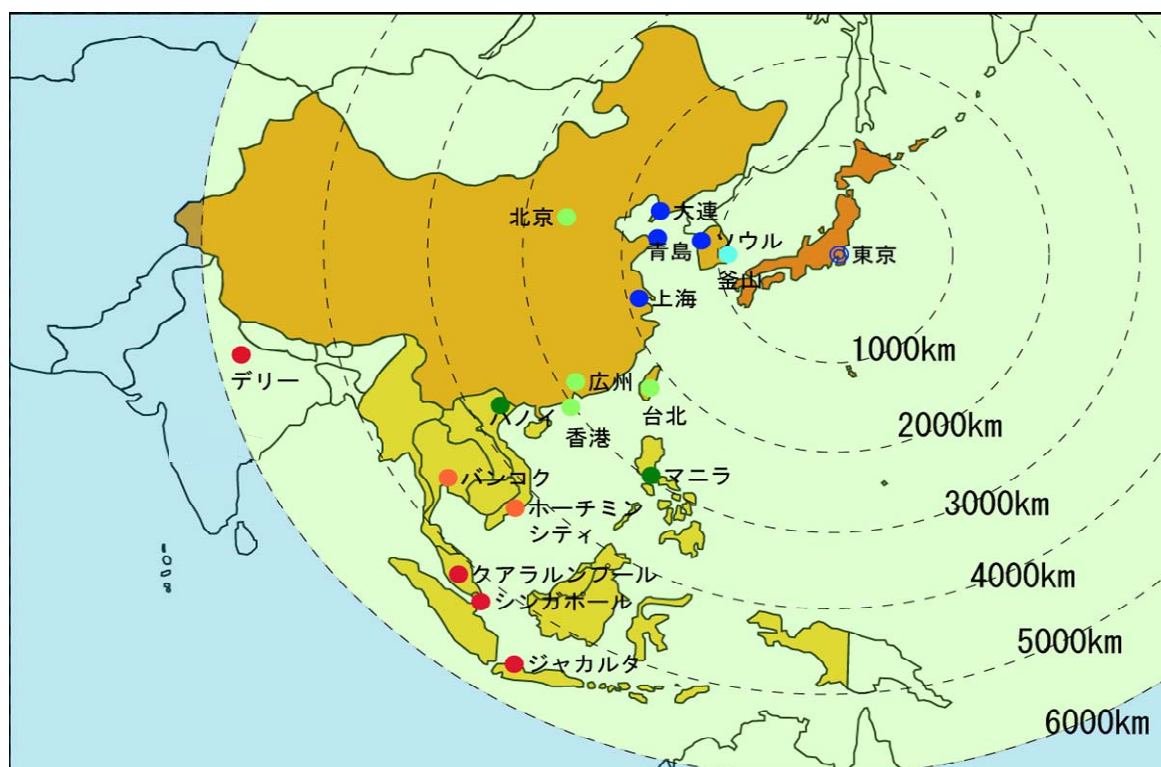 北京
大連
青島
ソウル
釜山
東京
上海
1000km
デリー
広州
ハノイ
香港
台北
2000km
バンコク
マニラ
3000km
ホーチミン
シティ
クアラルンプール
4000km
シンガポール
5000km
ジャカルタ
6000km